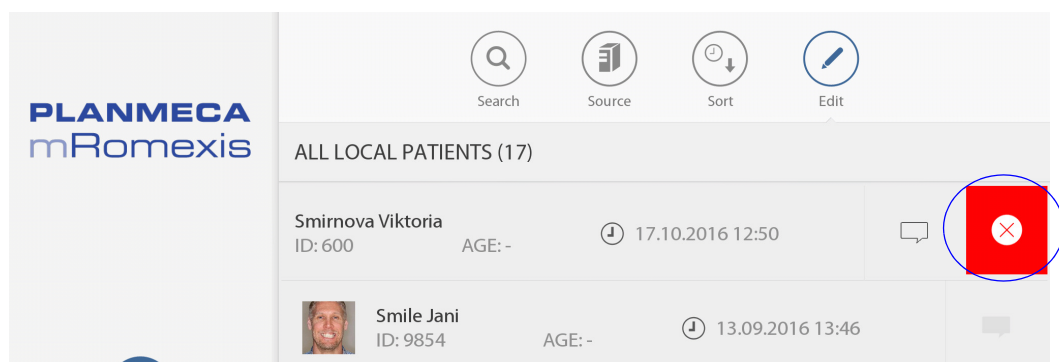 PLANMECA
mRomexis
Search
Source
Sort
Edit
ALL LOCAL PATIENTS (17)
Smirnova Viktoria
ID: 600 AGE: - 17.10.2016 12:50
Smile Jani
ID: 9854 AGE: - 13.09.2016 13:46